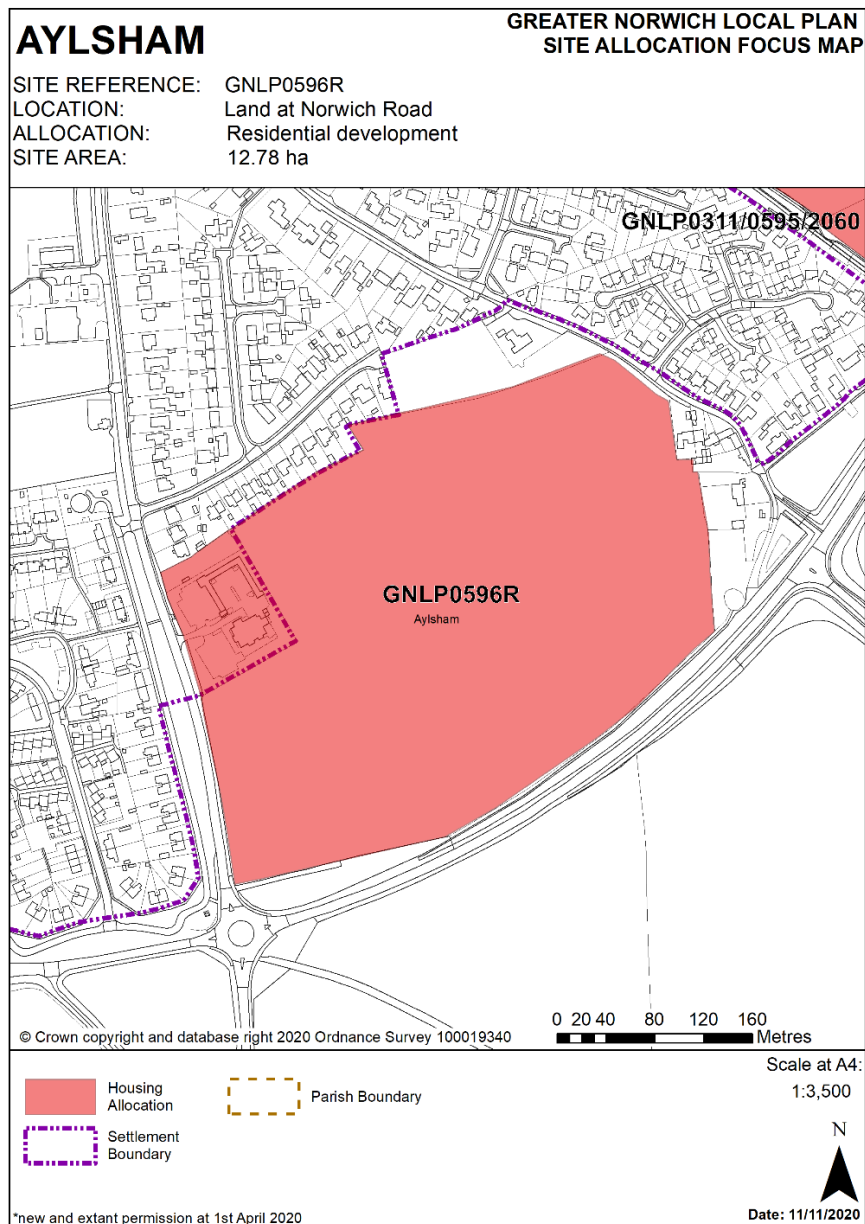 AYLSHAM
GREATER NORWICH LOCAL PLAN
SITE ALLOCATION FOCUS MAP
SITE REFERENCE: GNLP0596R
LOCATION: Land at Norwich Road
ALLOCATION: Residential development
SITE AREA: 12.78 ha
GNLP0311/0595/2060
GNLP0596R
Aylsham
© Crown copyright and database right 2020 Ordnance Survey 100019340
0 20 40 80 120 160
Metres
Housing
Allocation
Parish Boundary
Settlement
Boundary
Scale at A4:
1:3,500
N
*new and extant permission at 1st April 2020
Date: 11/11/2020